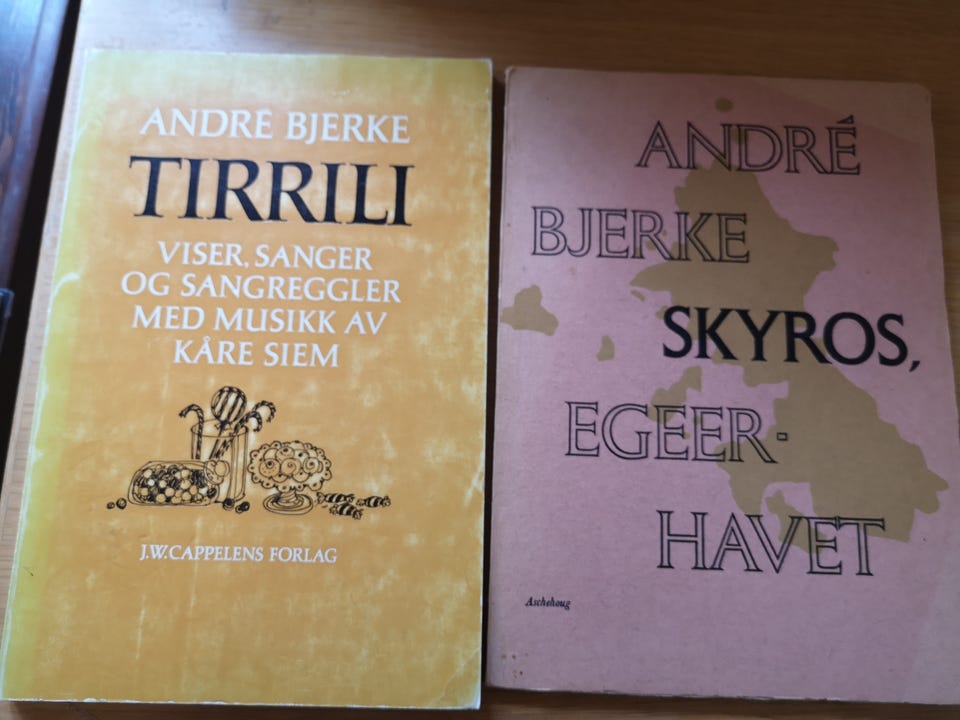 ANDRÉ BJERKE
TIRRILI
VISER, SANGER
OG SANGREGGLER
MED MUSIKK AV
KÅRE SIEM
J.W. CAPPELENS FORLAG
ANDRÉ
BJERKE
SKYROS,
EGEER-
HAVET
Aschehoug